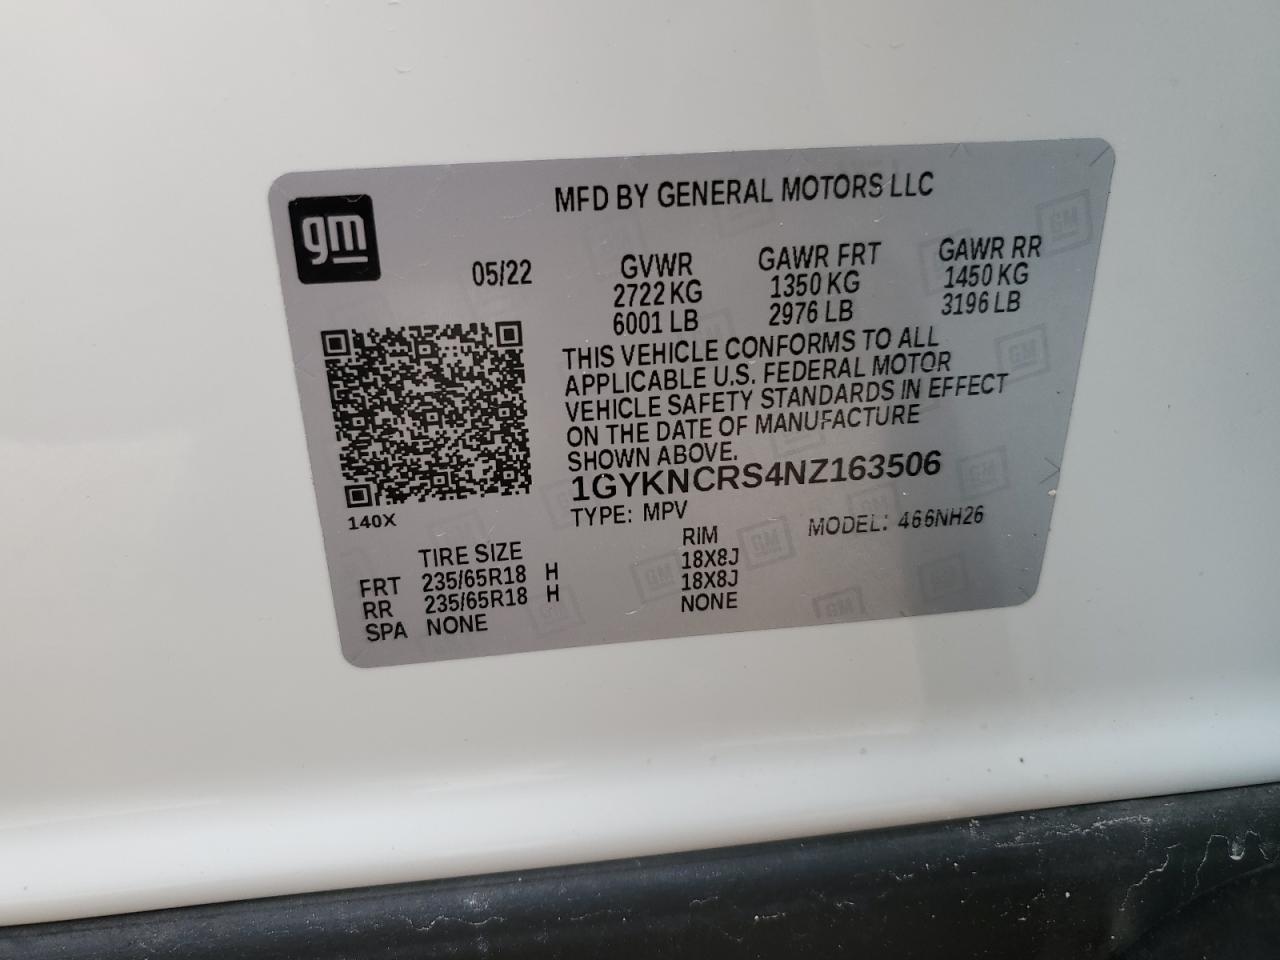 gm
MFD BY GENERAL MOTORS LLC
05/22
GVWR GAWR FRT GAWR RR
2722 KG 1350 KG 1450 KG
6001 LB 2976 LB 3196 LB
THIS VEHICLE CONFORMS TO ALL
APPLICABLE U.S. FEDERAL MOTOR
VEHICLE SAFETY STANDARDS IN EFFECT
ON THE DATE OF MANUFACTURE
SHOWN ABOVE.
1GYKNCRS4NZ163506
140X
TYPE: MPV MODEL: 466NH26
TIRE SIZE RIM
FRT 235/65R18 H 18X8J
RR 235/65R18 H 18X8J
SPA NONE NONE